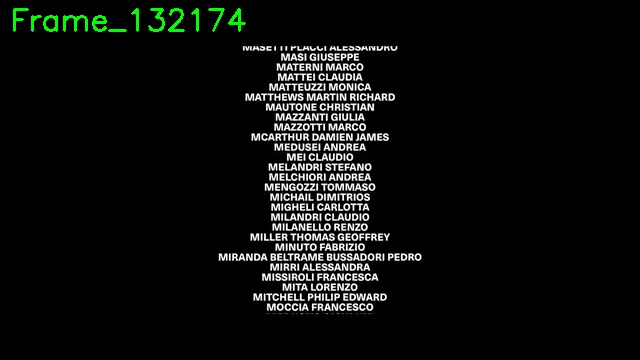 Frame_132174
MASETTI PLACCI ALESSANDRO
MASI GIUSEPPE
MATERNI MARCO
MATTEI CLAUDIA
MATTEUZZI MONICA
MATTHEWS MARTIN RICHARD
MAUTONE CHRISTIAN
MAZZANTI GIULIA
MAZZOTTI MARCO
MCARTHUR DAMIEN JAMES
MEDUSEI ANDREA
MEI CLAUDIO
MELANDRI STEFANO
MELCHIORI ANDREA
MENGOZZI TOMMASO
MICHAIL DIMITRIOS
MIGHELI CARLOTTA
MILANDRI CLAUDIO
MILANELLO RENZO
MILLER THOMAS GEOFFREY
MINUTO FABRIZIO
MIRANDA BELTRAME BUSSADORI PEDRO
MIRRI ALESSANDRA
MISSIROLI FRANCESCA
MITA LORENZO
MITCHELL PHILIP EDWARD
MOCCIA FRANCESCO